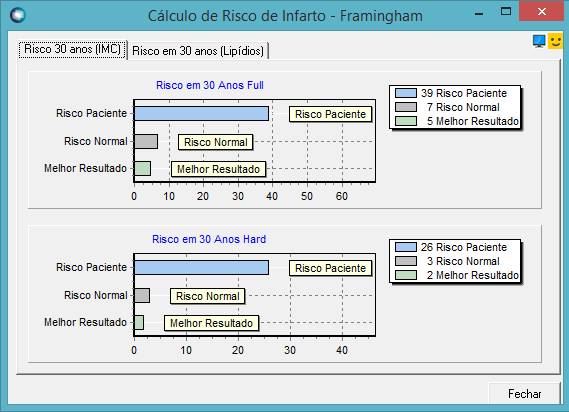 Cálculo de Risco de Infarto - Framingham
Risco 30 anos (IMC)
Risco em 30 anos (Lipídios)
Risco em 30 Anos Full
Risco Paciente
Risco Normal
Melhor Resultado
Risco Paciente
Risco Normal
Melhor Resultado
0 10 20 30 40 50 60
39 Risco Paciente
7 Risco Normal
5 Melhor Resultado
Risco em 30 Anos Hard
Risco Paciente
Risco Normal
Melhor Resultado
Risco Paciente
Risco Normal
Melhor Resultado
0 10 20 30 40
26 Risco Paciente
3 Risco Normal
2 Melhor Resultado
Fechar